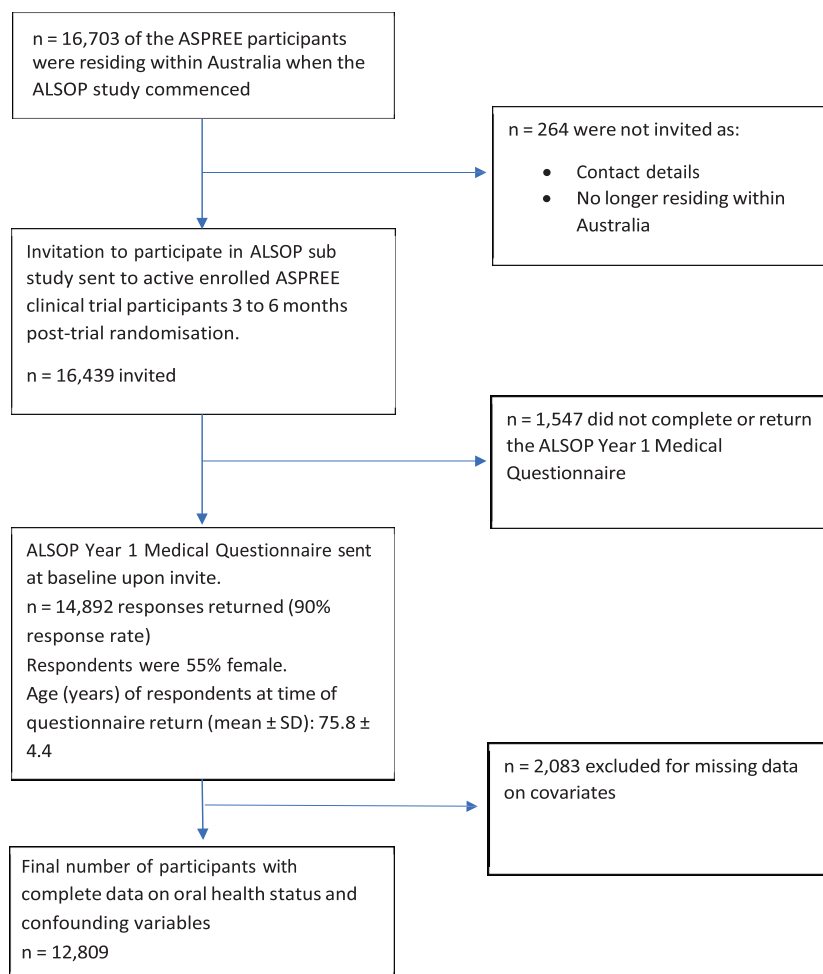 n = 16,703 of the ASPREE participants
were residing within Australia when the
ALSOP study commenced
n = 264 were not invited as:
• Contact details
• No longer residing within
Australia
Invitation to participate in ALSOP sub
study sent to active enrolled ASPREE
clinical trial participants 3 to 6 months
post-trial randomisation.
n = 16,439 invited
n = 1,547 did not complete or return
the ALSOP Year 1 Medical
Questionnaire
ALSOP Year 1 Medical Questionnaire sent
at baseline upon invite.
n = 14,892 responses returned (90%
response rate)
Respondents were 55% female.
Age (years) of respondents at time of
questionnaire return (mean ± SD): 75.8 ±
4.4
n = 2,083 excluded for missing data
on covariates
Final number of participants with
complete data on oral health status and
confounding variables
n = 12,809